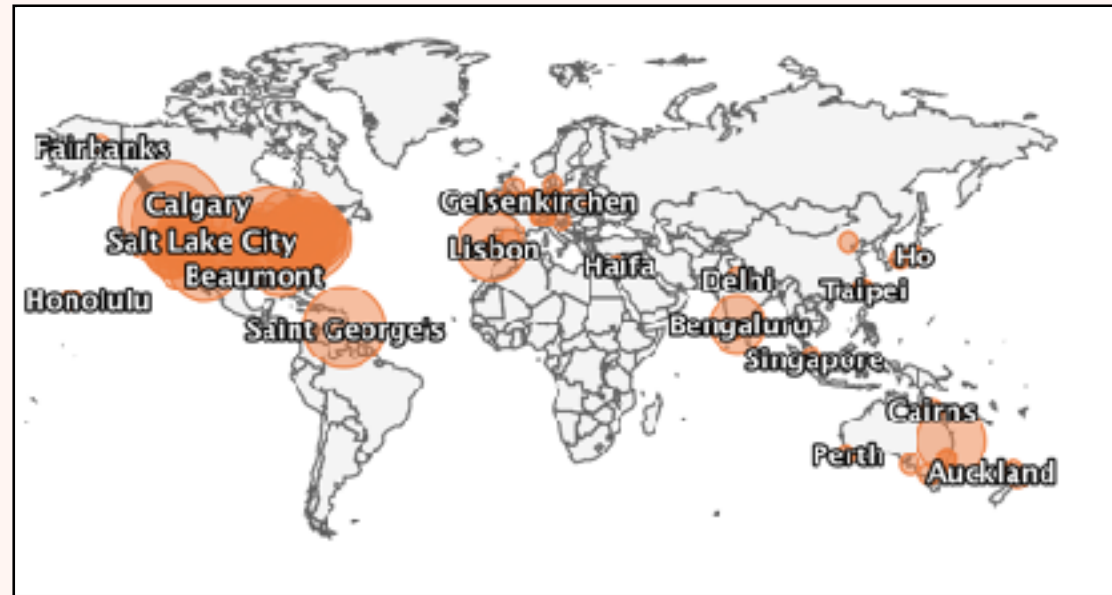 Fairbanks
Calgary
Gelsenkirchen
Salt Lake City
Lisbon
Ho
Haifa
Beaumont
Delhi
Taipei
Honolulu
Saint George's
Bengaluru
Singapore
Cairns
Perth
Auckland